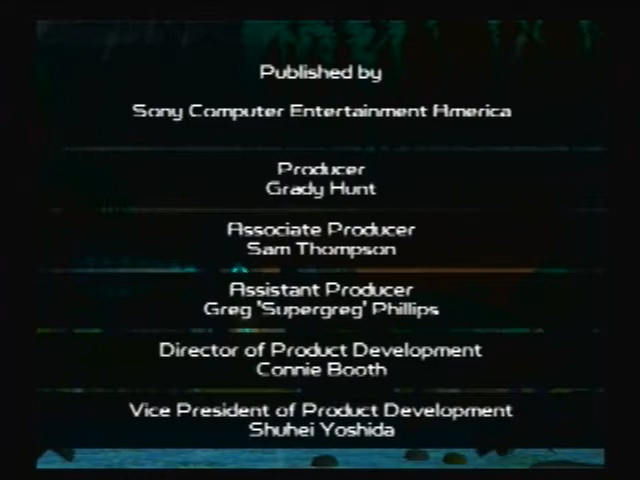 Published by
Sony Computer Entertainment America
Producer
Grady Hunt
Associate Producer
Sam Thompson
Assistant Producer
Greg 'Supergreg' Phillips
Director of Product Development
Connie Booth
Vice President of Product Development
Shuhei Yoshida